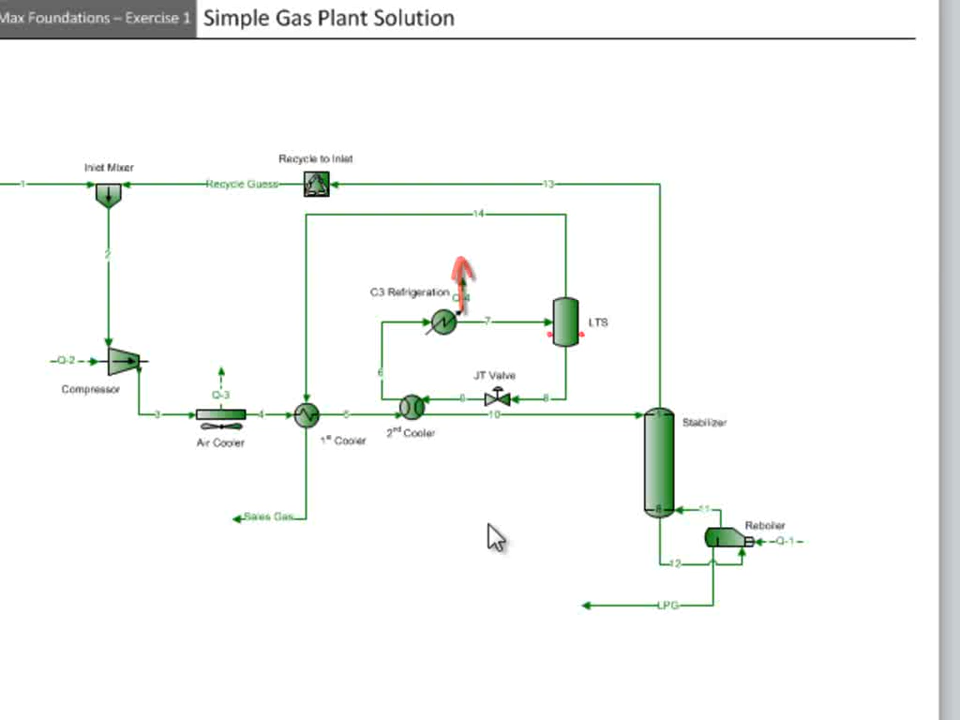 Max Foundations – Exercise 1
Simple Gas Plant Solution
Recycle to Inlet
Inlet Mixer
1
Recycle Guess
13
14
2
C3 Refrigeration
7
LTS
Q-2
Compressor
Q-3
6
JT Valve
8
3
4
5
10
Air Cooler
1st Cooler
2nd Cooler
Stabilizer
Sales Gas
8
11
Reboiler
Q-1
12
LPG